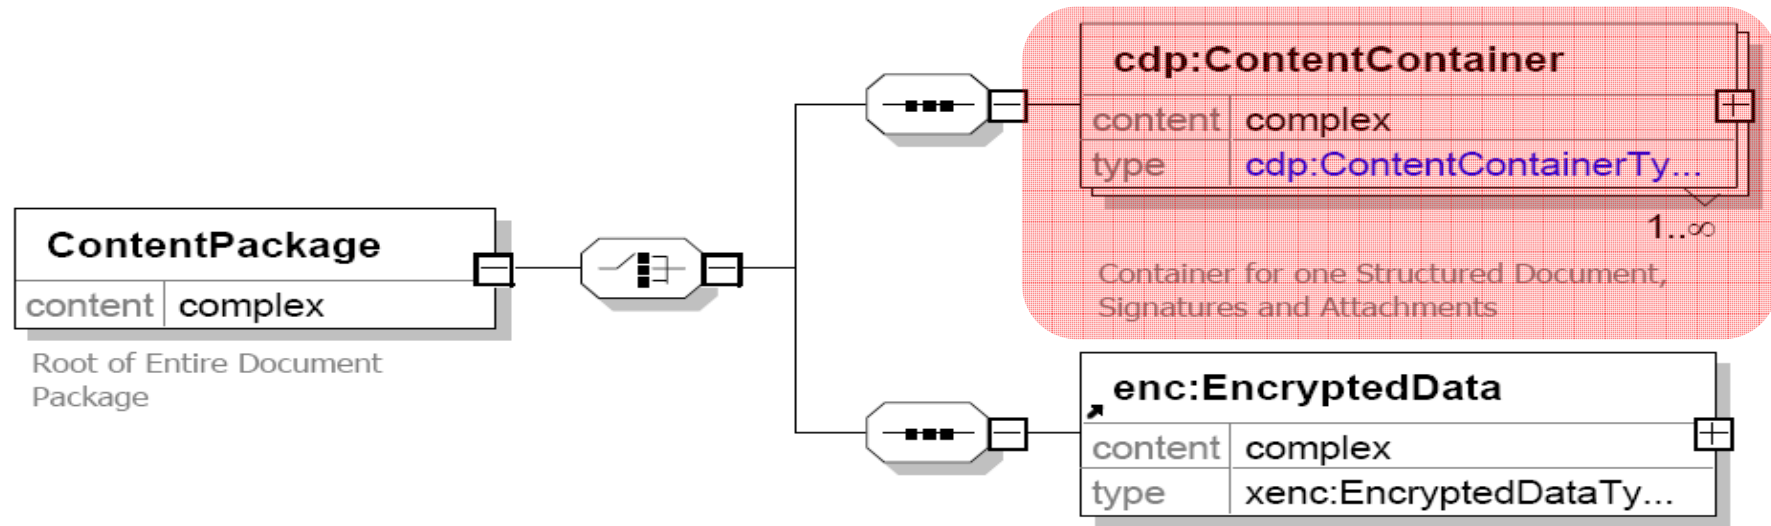 cdp:ContentContainer
content complex
type cdp:ContentContainerTy...
1..∞
Container for one Structured Document,
Signatures and Attachments
ContentPackage
content complex
Root of Entire Document
Package
enc:EncryptedData
content complex
type xenc:EncryptedDataTy...